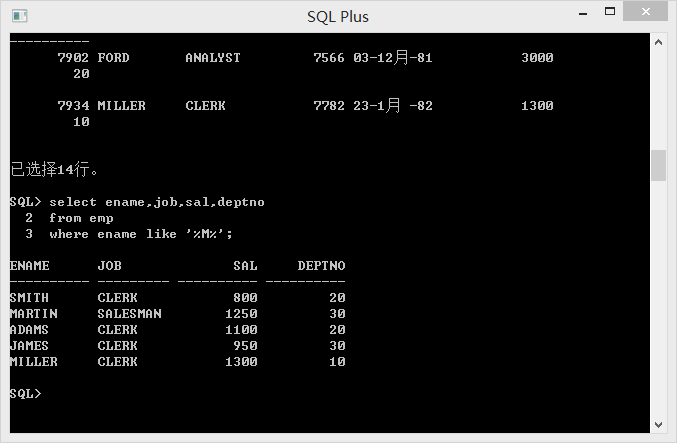 SQL Plus
----------
7902 FORD ANALYST 7566 03-12月-81 3000
20
7934 MILLER CLERK 7782 23-1月 -82 1300
10
已选择14行。
SQL> select ename,job,sal,deptno
2 from emp
3 where ename like '%M%';
ENAME JOB SAL DEPTNO
---------- --------- ---------- ----------
SMITH CLERK 800 20
MARTIN SALESMAN 1250 30
ADAMS CLERK 1100 20
JAMES CLERK 950 30
MILLER CLERK 1300 10
SQL>